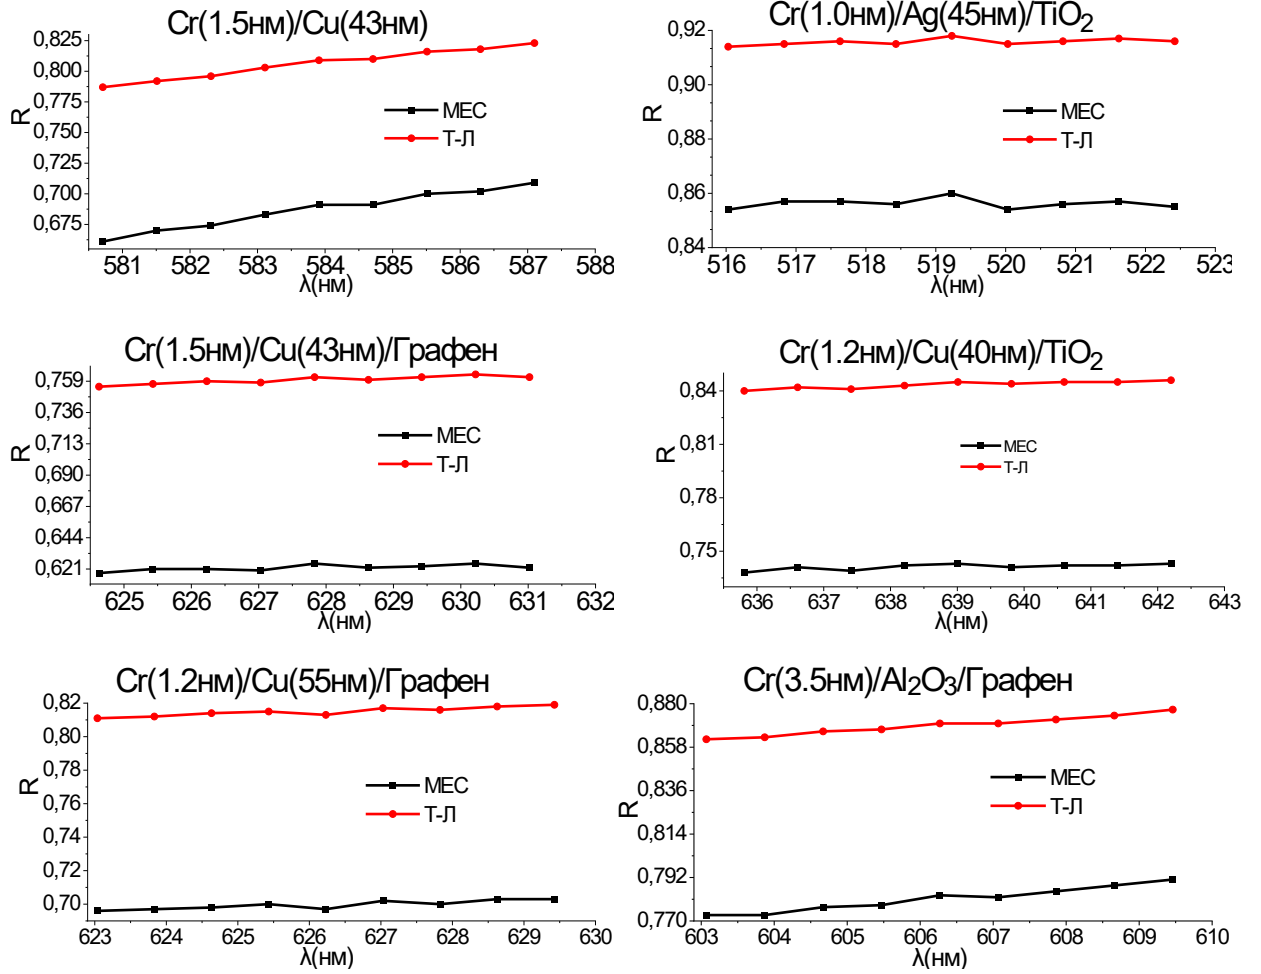 Cr(1.5нм)/Cu(43нм)
0,825
0,800
0,775
0,750
0,725
0,700
0,675
R
МЕС
Т-Л
581 582 583 584 585 586 587 588
λ(нм)
Cr(1.0нм)/Ag(45нм)/TiO₂
0,92
0,90
0,88
0,86
0,84
R
МЕС
Т-Л
516 517 518 519 520 521 522 523
λ(нм)
Cr(1.5нм)/Cu(43нм)/Графен
0,759
0,736
0,713
0,690
0,667
0,644
0,621
R
МЕС
Т-Л
625 626 627 628 629 630 631 632
λ(нм)
Cr(1.2нм)/Cu(40нм)/TiO₂
0,84
0,81
0,78
0,75
R
МЕС
Т-Л
636 637 638 639 640 641 642 643
λ(нм)
Cr(1.2нм)/Cu(55нм)/Графен
0,82
0,80
0,78
0,76
0,74
0,72
0,70
R
МЕС
Т-Л
623 624 625 626 627 628 629 630
λ(нм)
Cr(3.5нм)/Al₂O₃/Графен
0,880
0,858
0,836
0,814
0,792
0,770
R
МЕС
Т-Л
603 604 605 606 607 608 609 610
λ(нм)